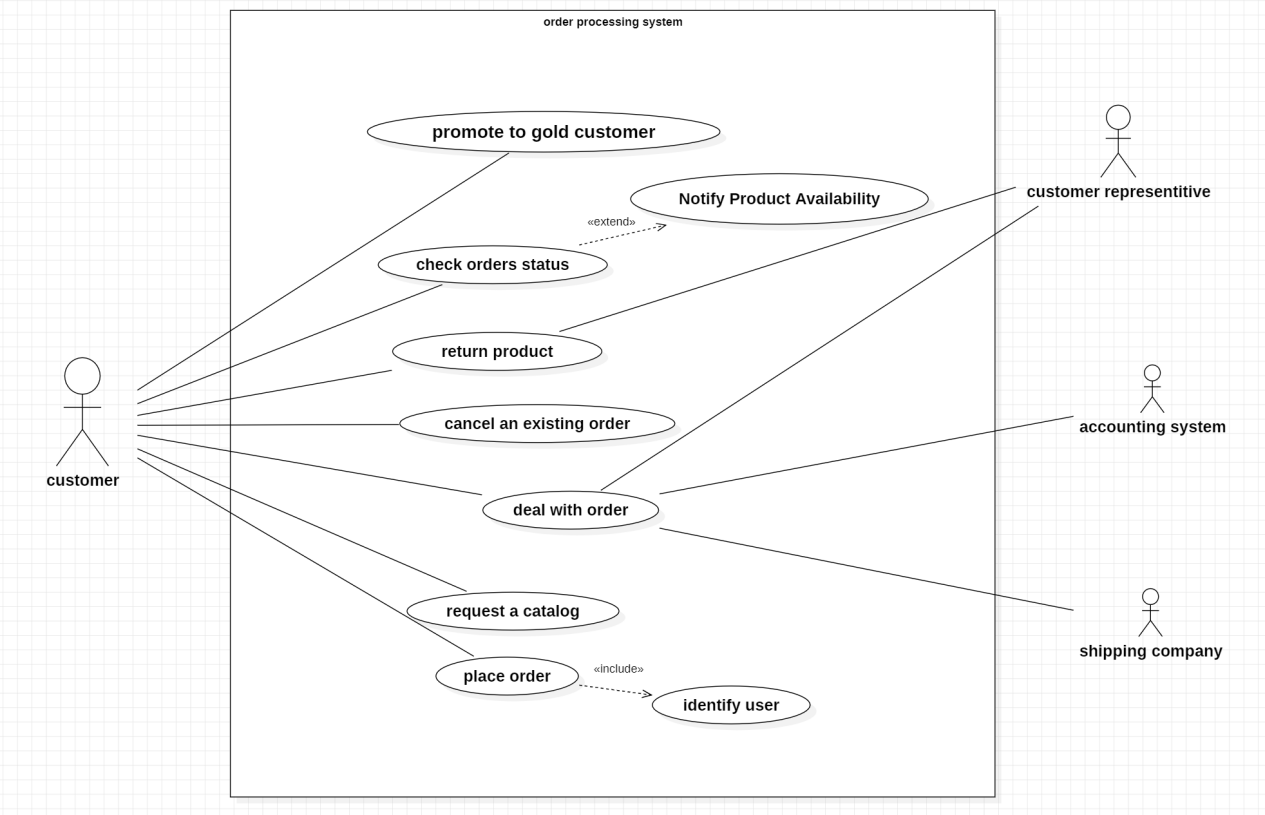 order processing system
promote to gold customer
Notify Product Availability
«extend»
check orders status
return product
cancel an existing order
deal with order
request a catalog
place order
«include»
identify user
customer
customer representitive
accounting system
shipping company